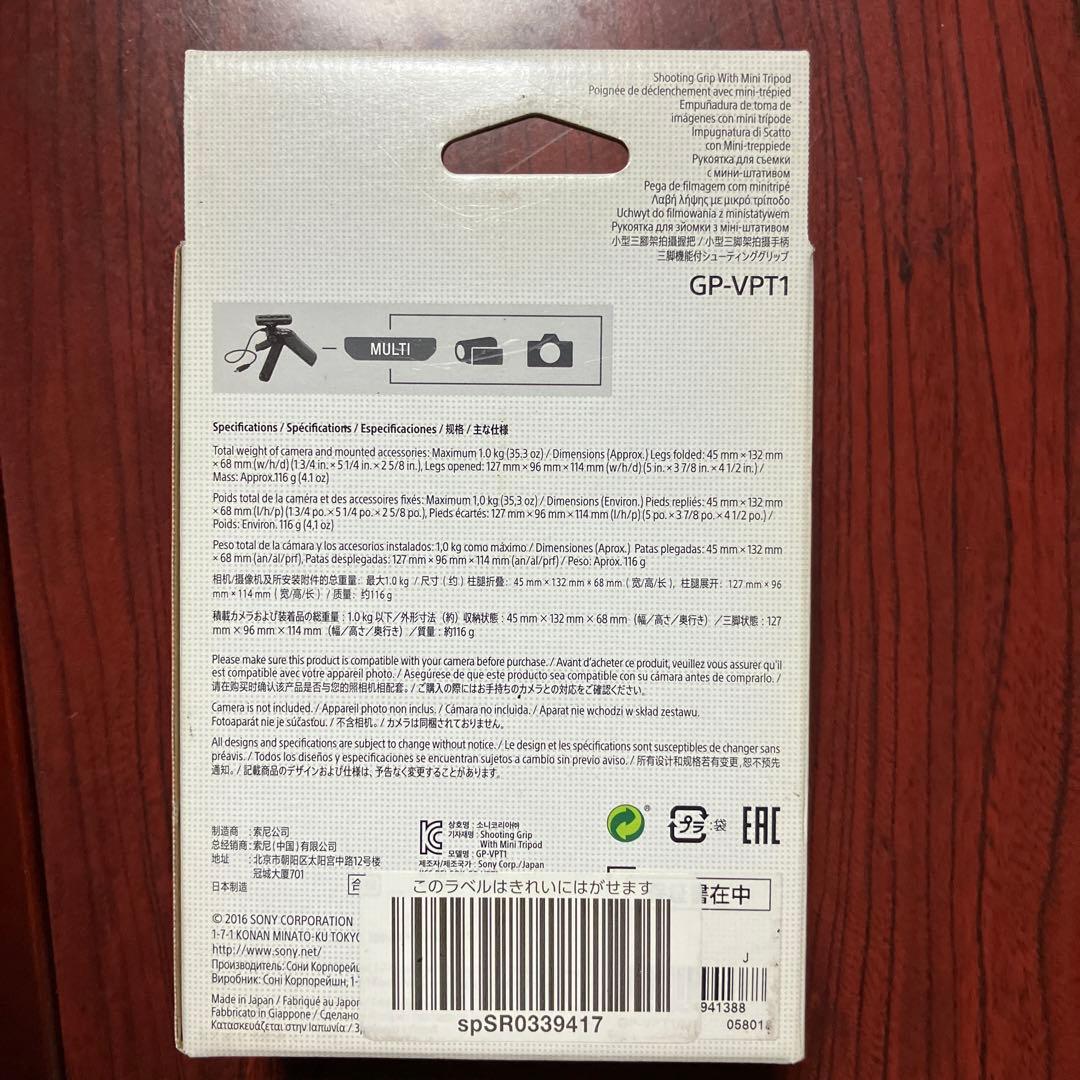 Shooting Grip With Mini Tripod
Poignée de déclenchement avec mini-trépied
Empuñadura de toma de
imágenes con mini trípode
Impugnatura di Scatto
con Mini-treppiede
Рукоятка для съемки
с мини-штативом
Pega de filmagem com minitripé
Λαβή λήψης με μικρό τρίποδο
Uchwyt do filmowania z ministatywem
Рукоятка для зйомки з міні-штативом
小型三腳架拍攝握把 / 小型三脚架拍摄手柄
三脚機能付シューティンググリップ
GP-VPT1
MULTI
Specifications / Spécifications / Especificaciones / 规格 / 主な仕様
Total weight of camera and mounted accessories: Maximum 1.0 kg (35.3 oz) / Dimensions (Approx.) Legs folded: 45 mm × 132 mm
× 68 mm (w/h/d) (1 3/4 in. × 5 1/4 in. × 2 5/8 in.), Legs opened: 127 mm × 96 mm × 114 mm (w/h/d) (5 in. × 3 7/8 in. × 4 1/2 in.) /
Mass: Approx.116 g (4.1 oz)
Poids total de la caméra et des accessoires fixés: Maximum 1,0 kg (35,3 oz) / Dimensions (Environ.) Pieds repliés: 45 mm × 132 mm
× 68 mm (l/h/p) (1 3/4 po. × 5 1/4 po. × 2 5/8 po.), Pieds écartés: 127 mm × 96 mm × 114 mm (l/h/p) (5 po. × 3 7/8 po. × 4 1/2 po.) /
Poids: Environ. 116 g (4,1 oz)
Peso total de la cámara y los accesorios instalados: 1,0 kg como máximo / Dimensiones (Aprox.) Patas plegadas: 45 mm × 132 mm
× 68 mm (an/al/prf), Patas desplegadas: 127 mm × 96 mm × 114 mm (an/al/prf) / Peso: Aprox. 116 g
相机/摄像机及所安装附件的总重量: 最大1.0 kg / 尺寸 ( 约 ) 柱腿折叠: 45 mm × 132 mm × 68 mm ( 宽/高/长 ), 柱腿展开: 127 mm × 96
mm × 114 mm ( 宽/高/长 ) / 质量: 约116 g
積載カメラおよび装着品の総重量:1.0 kg 以下／外形寸法（約）収納状態:45 mm × 132 mm × 68 mm（幅／高さ／奥行き）／三脚状態:127
mm × 96 mm × 114 mm（幅／高さ／奥行き）／質量:約116 g
Please make sure this product is compatible with your camera before purchase. / Avant d'acheter ce produit, veuillez vous assurer qu'il
est compatible avec votre appareil photo. / Asegúrese de que este producto sea compatible con su cámara antes de comprarlo. /
请在购买时确认该产品是否与您的照相机相配套。/ ご購入の際にはお手持ちのカメラとの対応をご確認ください。
Camera is not included. / Appareil photo non inclus. / Cámara no incluida. / Aparat nie wchodzi w skład zestawu.
Fotoaparát nie je súčasťou. / 不含相机。/ カメラは同梱されておりません。
All designs and specifications are subject to change without notice. / Le design et les spécifications sont susceptibles de changer sans
préavis. / Todos los diseños y especificaciones se encuentran sujetos a cambio sin previo aviso. / 所有设计和规格若有变更,恕不预先
通知。/ 記載商品のデザインおよび仕様は、予告なく変更することがあります。
プラ :袋
EAC
制造商 :索尼公司
总经销商:索尼(中国)有限公司
地址 :北京市朝阳区太阳宫中路12号楼
冠城大厦701
日本制造
合
상호명 : 소니코리아㈜
기자재명 : Shooting Grip
With Mini Tripod
모델명 : GP-VPT1
제조자/제조국가 : Sony Corp./Japan
書在中
このラベルはきれいにはがせます
spSR0339417
© 2016 SONY CORPORATION
1-7-1 KONAN MINATO-KU TOKYO
http://www.sony.net/
Производитель: Сони
Виробник: Соні Корпорейшн, 1-
Made in Japan / Fabriqué au Japon
Fabbricato in Giappone / Сделано
Κατασκευάζεται στην Ιαπωνία / 
J
941388